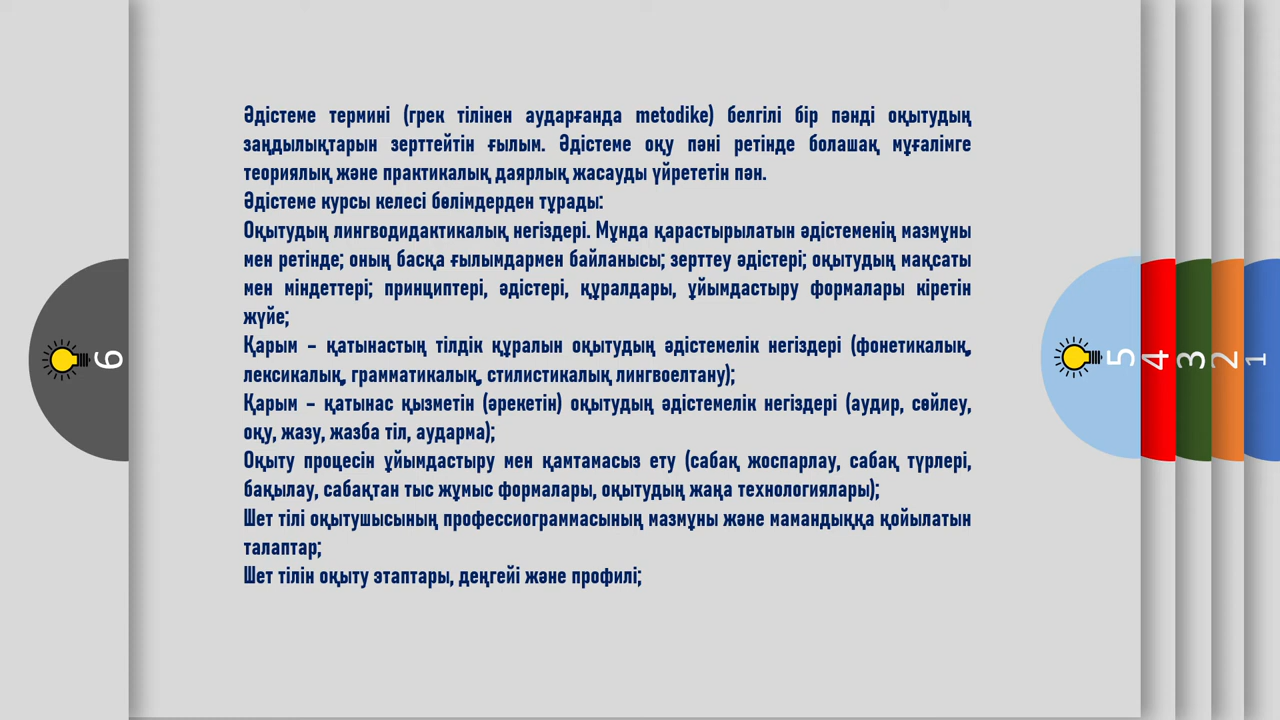 Әдістеме термині (грек тілінен аударғанда metodike) белгілі бір пәнді оқытудың
заңдылықтарын зерттейтін ғылым. Әдістеме оқу пәні ретінде болашақ мұғалімге
теориялық және практикалық даярлық жасауды үйрететін пән.
Әдістеме курсы келесі бөлімдерден тұрады:
Оқытудың лингводидактикалық негіздері. Мұнда қарастырылатын әдістеменің мазмұны
мен ретінде; оның басқа ғылымдармен байланысы; зерттеу әдістері; оқытудың мақсаты
мен міндеттері; принциптері, әдістері, құралдары, ұйымдастыру формалары кіретін
жүйе;
Қарым – қатынастың тілдік құралын оқытудың әдістемелік негіздері (фонетикалық,
лексикалық, грамматикалық, стилистикалық лингвоелтану);
Қарым – қатынас қызметін (әрекетін) оқытудың әдістемелік негіздері (аудир, сөйлеу,
оқу, жазу, жазба тіл, аударма);
Оқыту процесін ұйымдастыру мен қамтамасыз ету (сабақ жоспарлау, сабақ түрлері,
бақылау, сабақтан тыс жұмыс формалары, оқытудың жаңа технологиялары);
Шет тілі оқытушысының профессиограммасының мазмұны және мамандыққа қойылатын
талаптар;
Шет тілін оқыту этаптары, деңгейі және профилі;
6
5
4
3
2
1